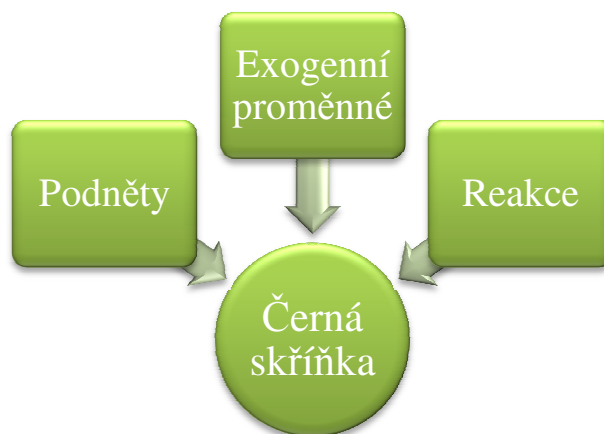 Exogenní
proměnné
Podněty
Reakce
Černá
skříňka